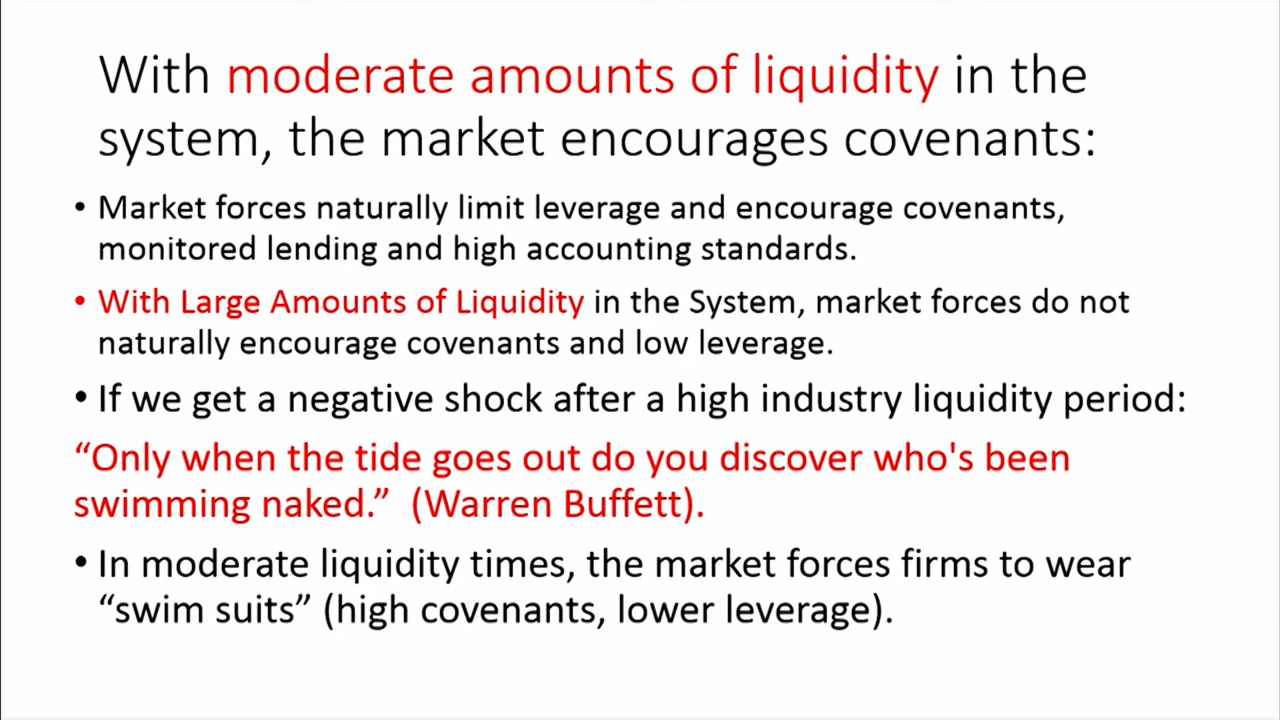 With moderate amounts of liquidity in the
system, the market encourages covenants:
• Market forces naturally limit leverage and encourage covenants,
monitored lending and high accounting standards.
• With Large Amounts of Liquidity in the System, market forces do not
naturally encourage covenants and low leverage.
• If we get a negative shock after a high industry liquidity period:
“Only when the tide goes out do you discover who's been
swimming naked.”  (Warren Buffett).
• In moderate liquidity times, the market forces firms to wear
“swim suits” (high covenants, lower leverage).